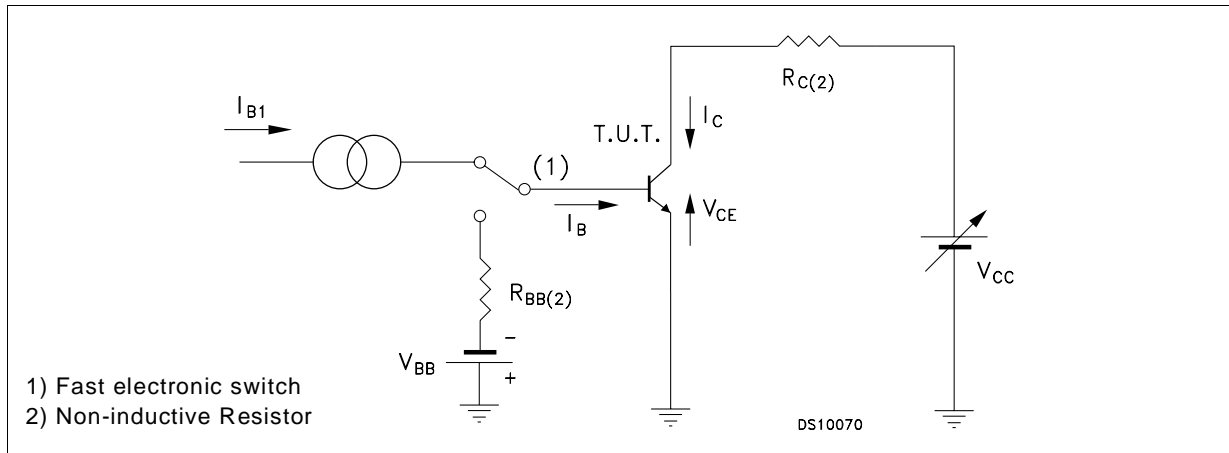 I_B1
R_C(2)
T.U.T.
I_C
(1)
I_B
V_CE
R_BB(2)
V_CC
-
V_BB
+
1) Fast electronic switch
2) Non-inductive Resistor
DS10070